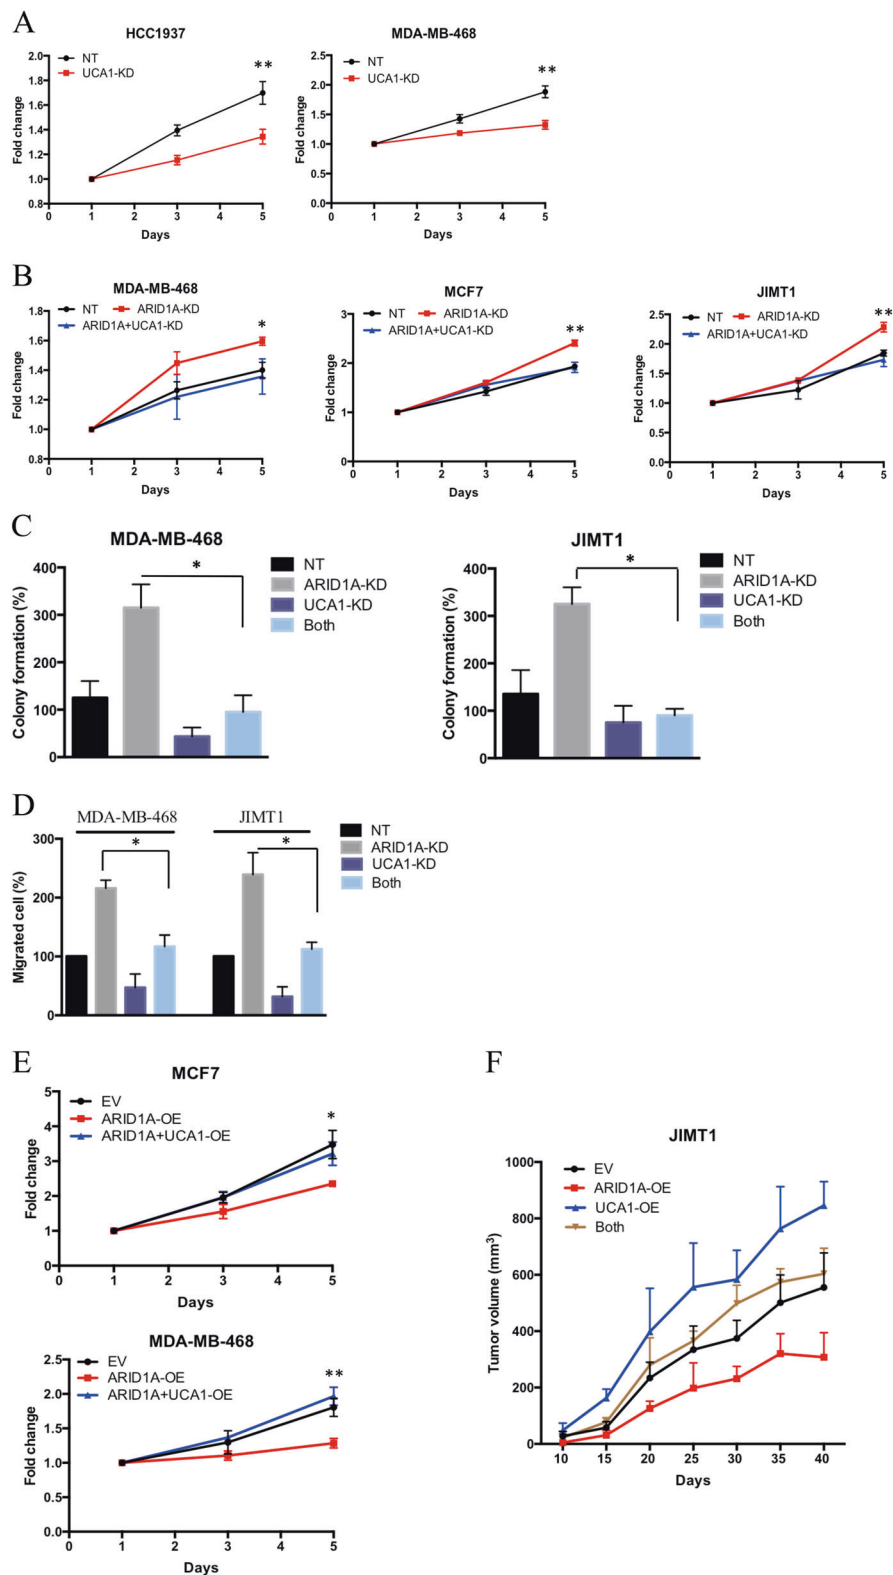 A
HCC1937
NT
UCA1-KD
**
Fold change
2.0
1.8
1.6
1.4
1.2
1.0
0.8
0 1 2 3 4 5
Days
MDA-MB-468
NT
UCA1-KD
**
Fold change
2.5
2.0
1.5
1.0
0.5
0.0
0 1 2 3 4 5
Days
B
MDA-MB-468
NT ARID1A-KD
ARID1A+UCA1-KD
*
Fold change
1.8
1.6
1.4
1.2
1.0
0.8
0 1 2 3 4 5
Days
MCF7
NT ARID1A-KD
ARID1A+UCA1-KD
**
Fold change
3
2
1
0
0 1 2 3 4 5
Days
JIMT1
NT ARID1A-KD
ARID1A+UCA1-KD
**
Fold change
2.5
2.0
1.5
1.0
0.5
0.0
0 1 2 3 4 5
Days
C
MDA-MB-468
Colony formation (%)
400
300
200
100
0
*
NT
ARID1A-KD
UCA1-KD
Both
JIMT1
Colony formation (%)
400
300
200
100
0
*
NT
ARID1A-KD
UCA1-KD
Both
D
MDA-MB-468 JIMT1
Migrated cell (%)
300
200
100
0
* *
NT
ARID1A-KD
UCA1-KD
Both
E
MCF7
EV
ARID1A-OE
ARID1A+UCA1-OE
*
Fold change
5
4
3
2
1
0
0 1 2 3 4 5
Days
MDA-MB-468
EV
ARID1A-OE
ARID1A+UCA1-OE
**
Fold change
2.5
2.0
1.5
1.0
0.5
0.0
0 1 2 3 4 5
Days
F
JIMT1
EV
ARID1A-OE
UCA1-OE
Both
Tumor volume (mm³)
1000
800
600
400
200
0
10 15 20 25 30 35 40
Days